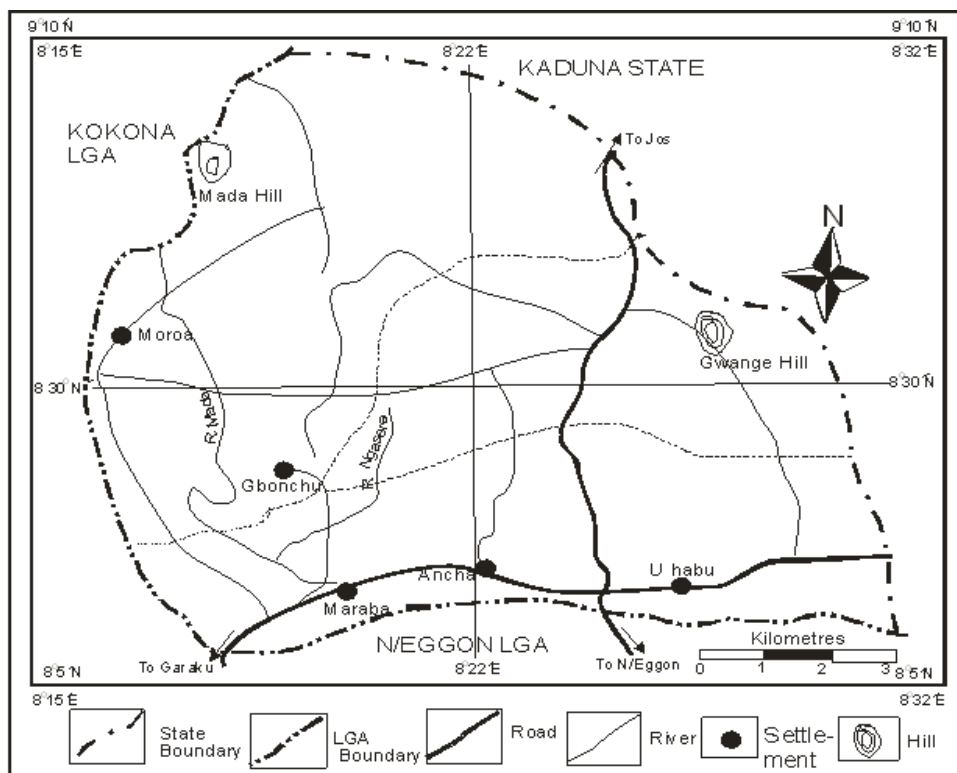 9°10'N
9°10'N
8°15'E
8°22'E
8°32'E
KADUNA STATE
KOKONA
LGA
To Jos
Mada Hill
N
Moroa
Gwange Hill
8°30'N
8°30'N
R. Mada
R. Ngasere
Gbonchu
Ancha
U habu
Maraba
N/EGGON LGA
Kilometres
To Garaku
8°22'E
To N/Eggon
0 1 2 3
8°5'N
8°5'N
8°15'E
8°32'E
State
Boundary
LGA
Boundary
Road
River
Settle-
ment
Hill